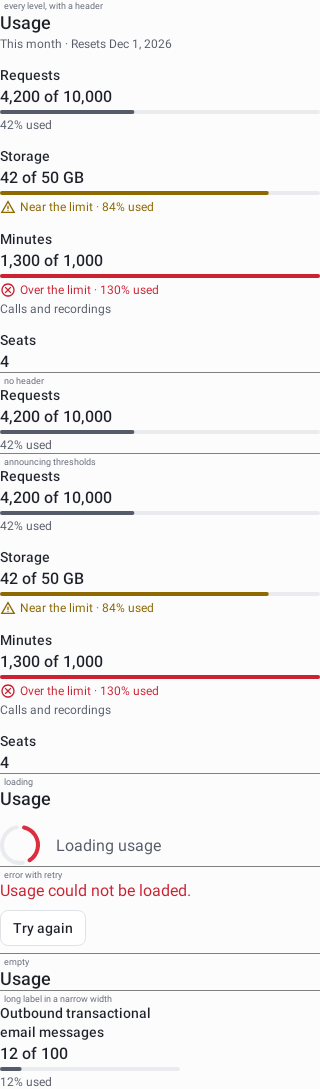 every level, with a header
Usage
This month · Resets Dec 1, 2026
Requests
4,200 of 10,000
42% used
Storage
42 of 50 GB
Near the limit · 84% used
Minutes
1,300 of 1,000
Over the limit · 130% used
Calls and recordings
Seats
4
no header
Requests
4,200 of 10,000
42% used
announcing thresholds
Requests
4,200 of 10,000
42% used
Storage
42 of 50 GB
Near the limit · 84% used
Minutes
1,300 of 1,000
Over the limit · 130% used
Calls and recordings
Seats
4
loading
Usage
Loading usage
error with retry
Usage could not be loaded.
Try again
empty
Usage
long label in a narrow width
Outbound transactional
email messages
12 of 100
12% used